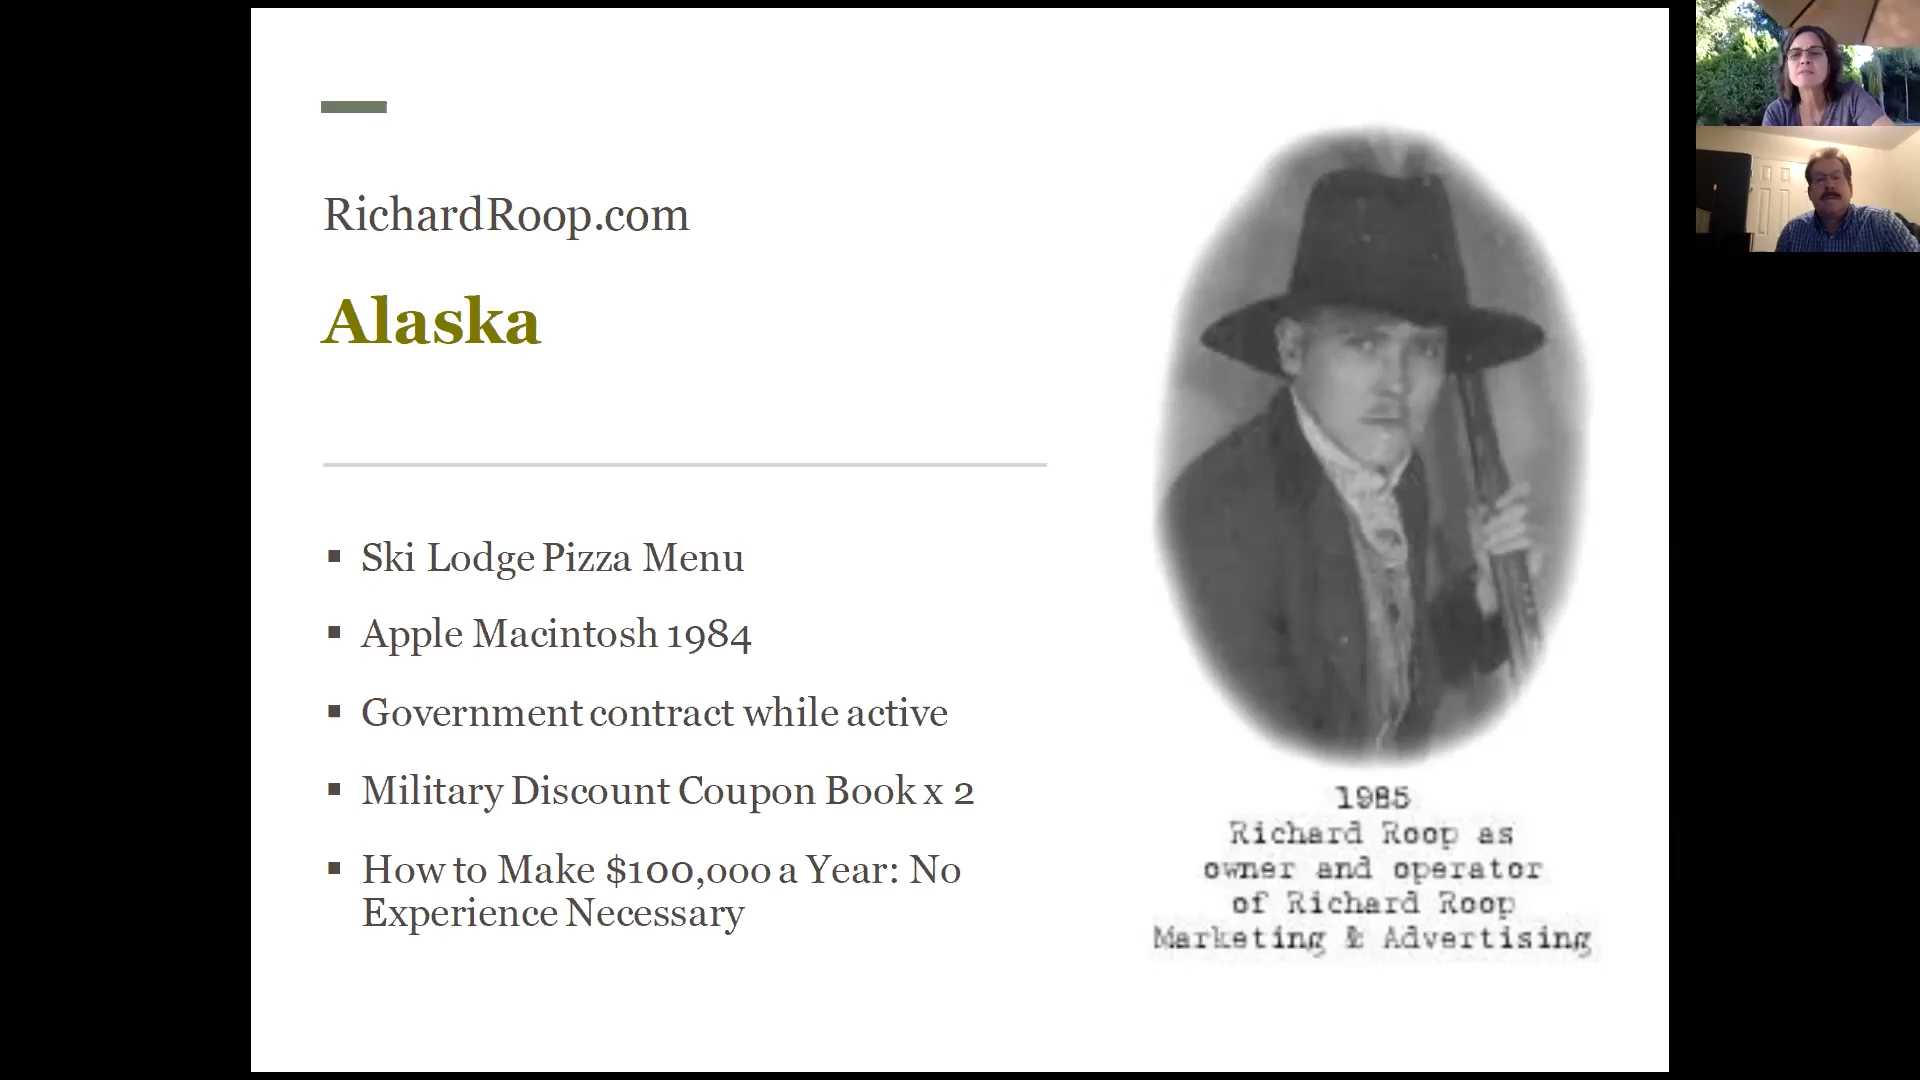 RichardRoop.com
Alaska
▪ Ski Lodge Pizza Menu
▪ Apple Macintosh 1984
▪ Government contract while active
▪ Military Discount Coupon Book x 2
▪ How to Make $100,000 a Year: No
Experience Necessary
1985
Richard Roop as
owner and operator
of Richard Roop
Marketing & Advertising